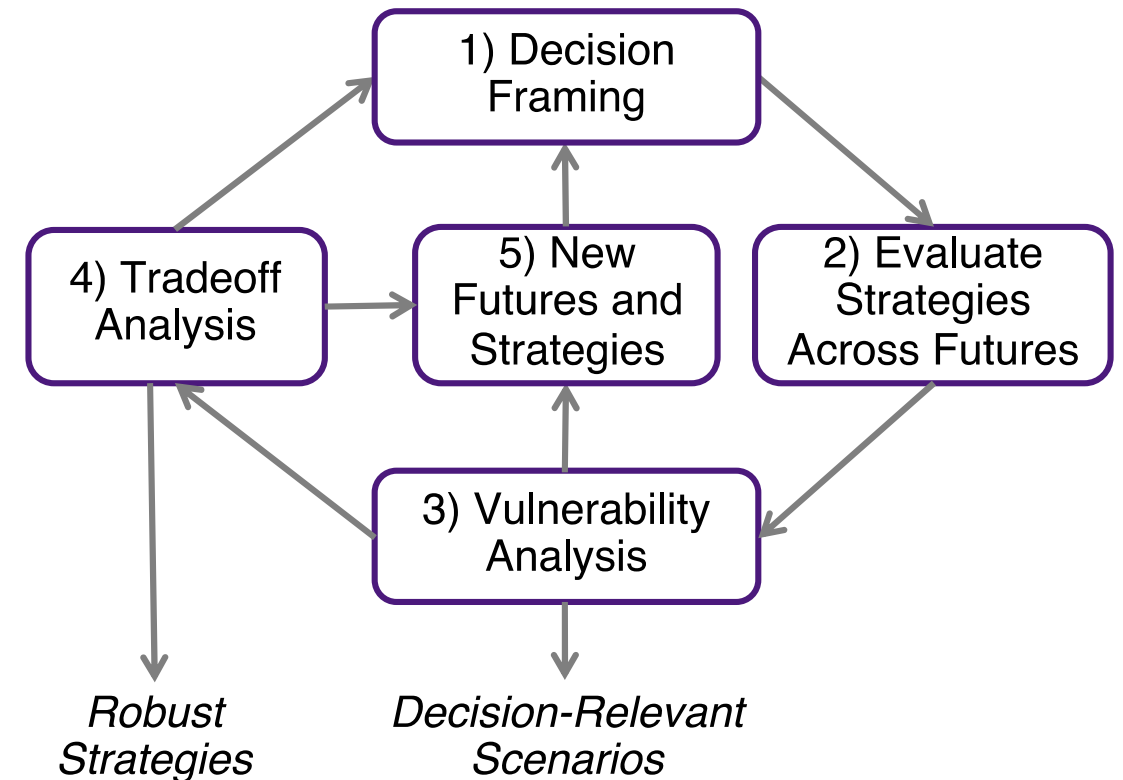 1) Decision
Framing
4) Tradeoff
Analysis
5) New
Futures and
Strategies
2) Evaluate
Strategies
Across Futures
3) Vulnerability
Analysis
Robust
Strategies
Decision-Relevant
Scenarios